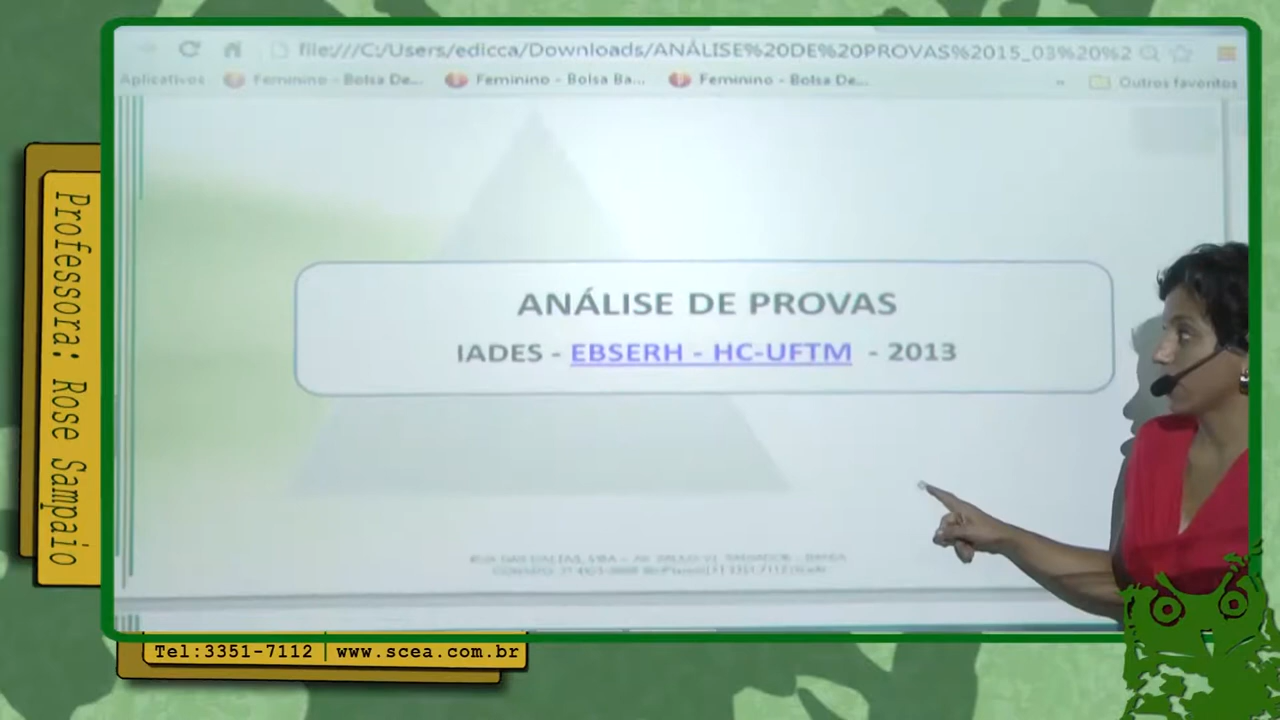 file:///C:/Users/edicca/Downloads/ANÁLISE%20DE%20PROVAS%2015_03%20%2
Aplicativos Feminino - Bolsa De... Feminino - Bolsa Ba... Feminino - Bolsa De... » Outros favoritos
ANÁLISE DE PROVAS
IADES - EBSERH - HC-UFTM - 2013
Professora: Rose Sampaio
Tel:3351-7112 | www.scea.com.br